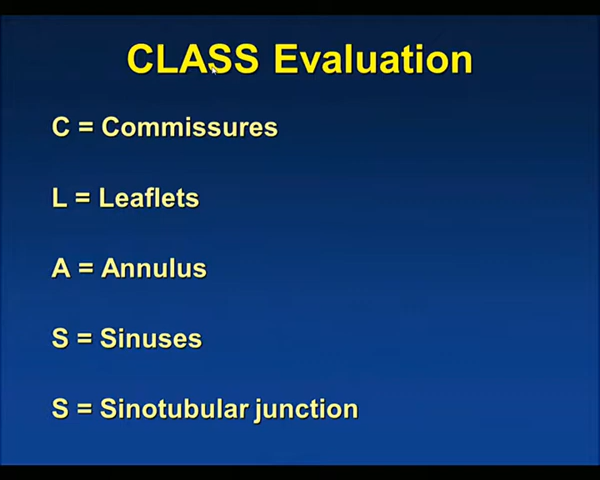 CLASS Evaluation
C = Commissures
L = Leaflets
A = Annulus
S = Sinuses
S = Sinotubular junction